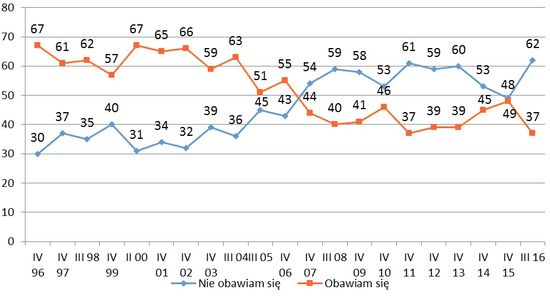 80
70
60
50
40
30
20
10
0
67 61 62 57 67 65 66 59 63 51 55 44 40 41 46 37 39 39 45 48 37
30 37 35 40 31 34 32 39 36 45 43 54 59 58 53 61 59 60 53 49 62
IV IV III 98 IV II 00 IV IV IV III 04 III 05 IV IV III 08 IV IV IV IV IV IV IV III 16
96 97 99 01 02 03 06 07 09 10 11 12 13 14 15
Nie obawiam się Obawiam się